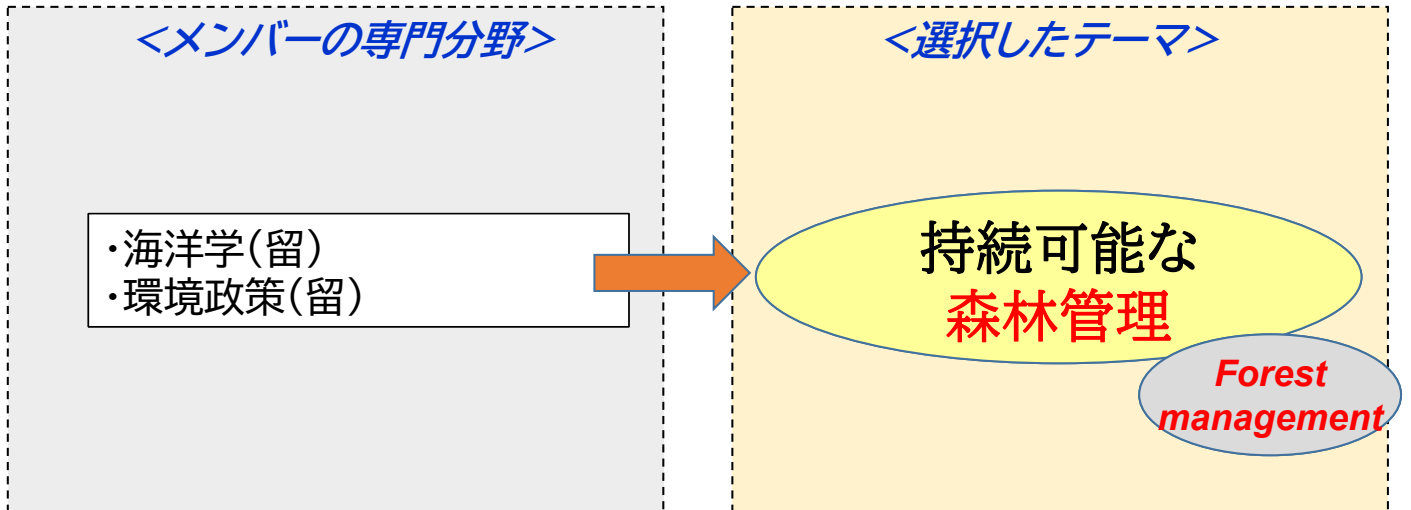 <メンバーの専門分野>
・海洋学(留)
・環境政策(留)
<選択したテーマ>
持続可能な
森林管理
Forest
management